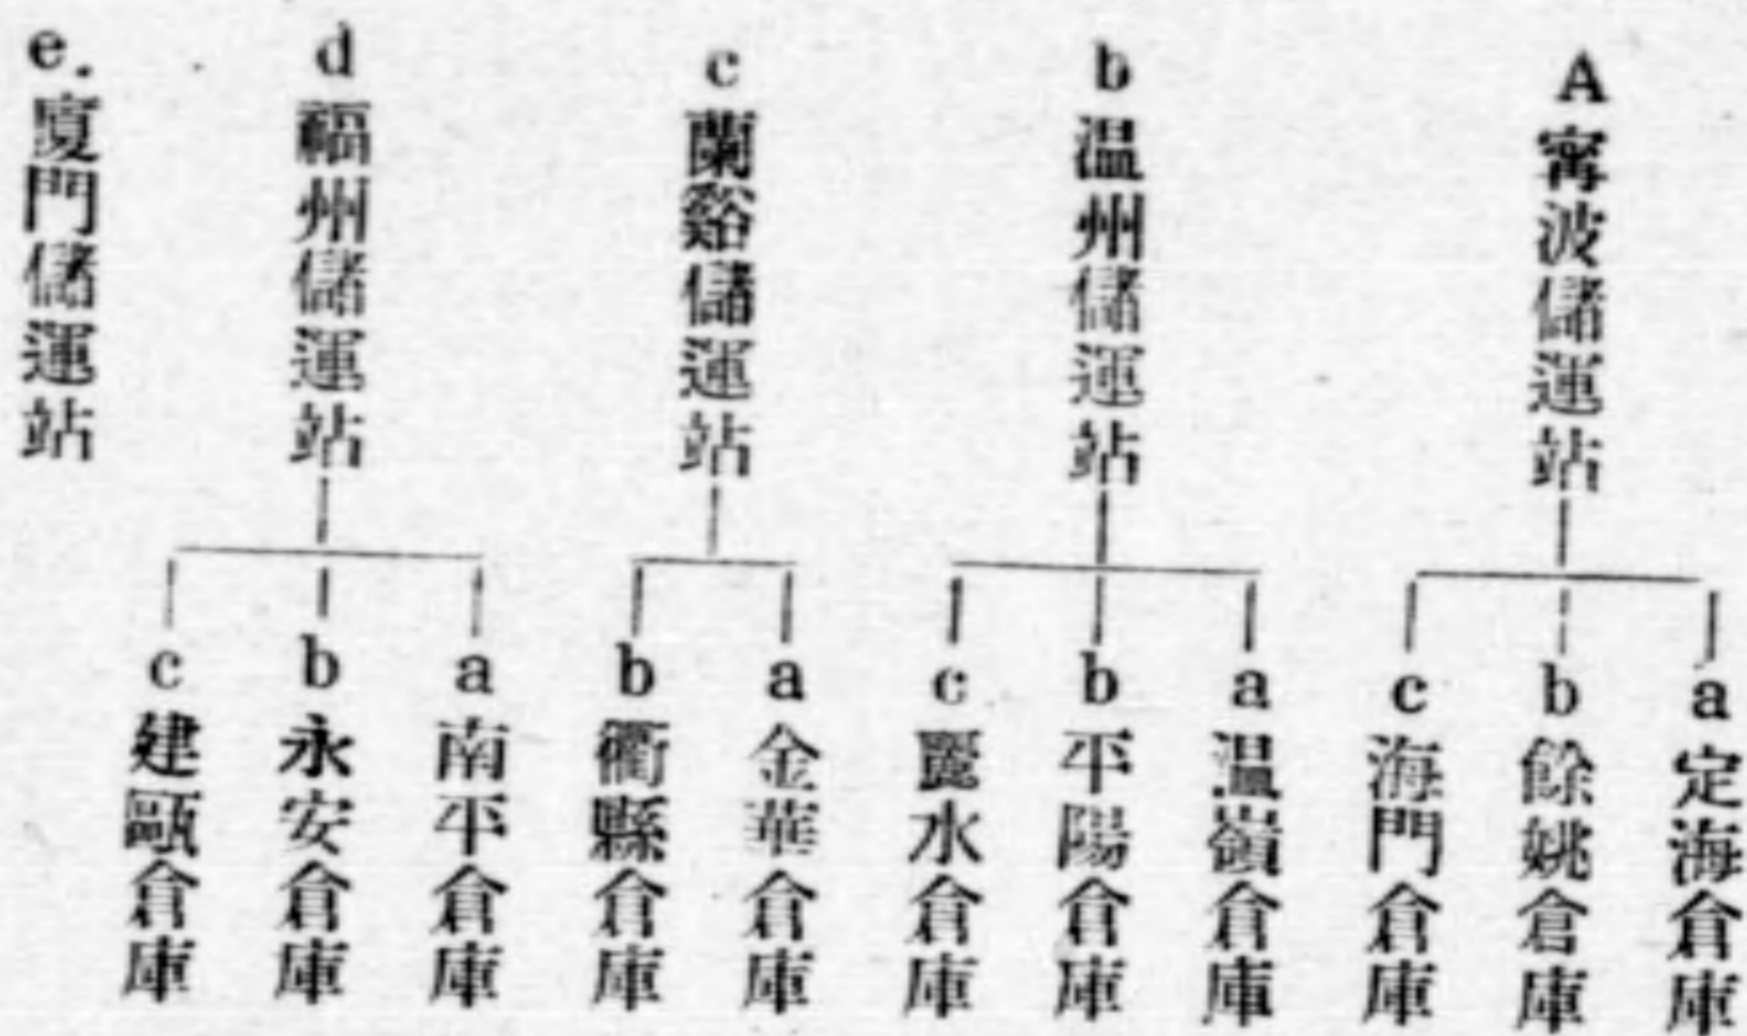 A 甯波儲運站
a 定海倉庫
b 餘姚倉庫
c 海門倉庫
b 温州儲運站
a 温嶺倉庫
b 平陽倉庫
c 麗水倉庫
c 蘭谿儲運站
a 金華倉庫
b 衢縣倉庫
d 福州儲運站
a 南平倉庫
b 永安倉庫
c 建甌倉庫
e. 廈門儲運站